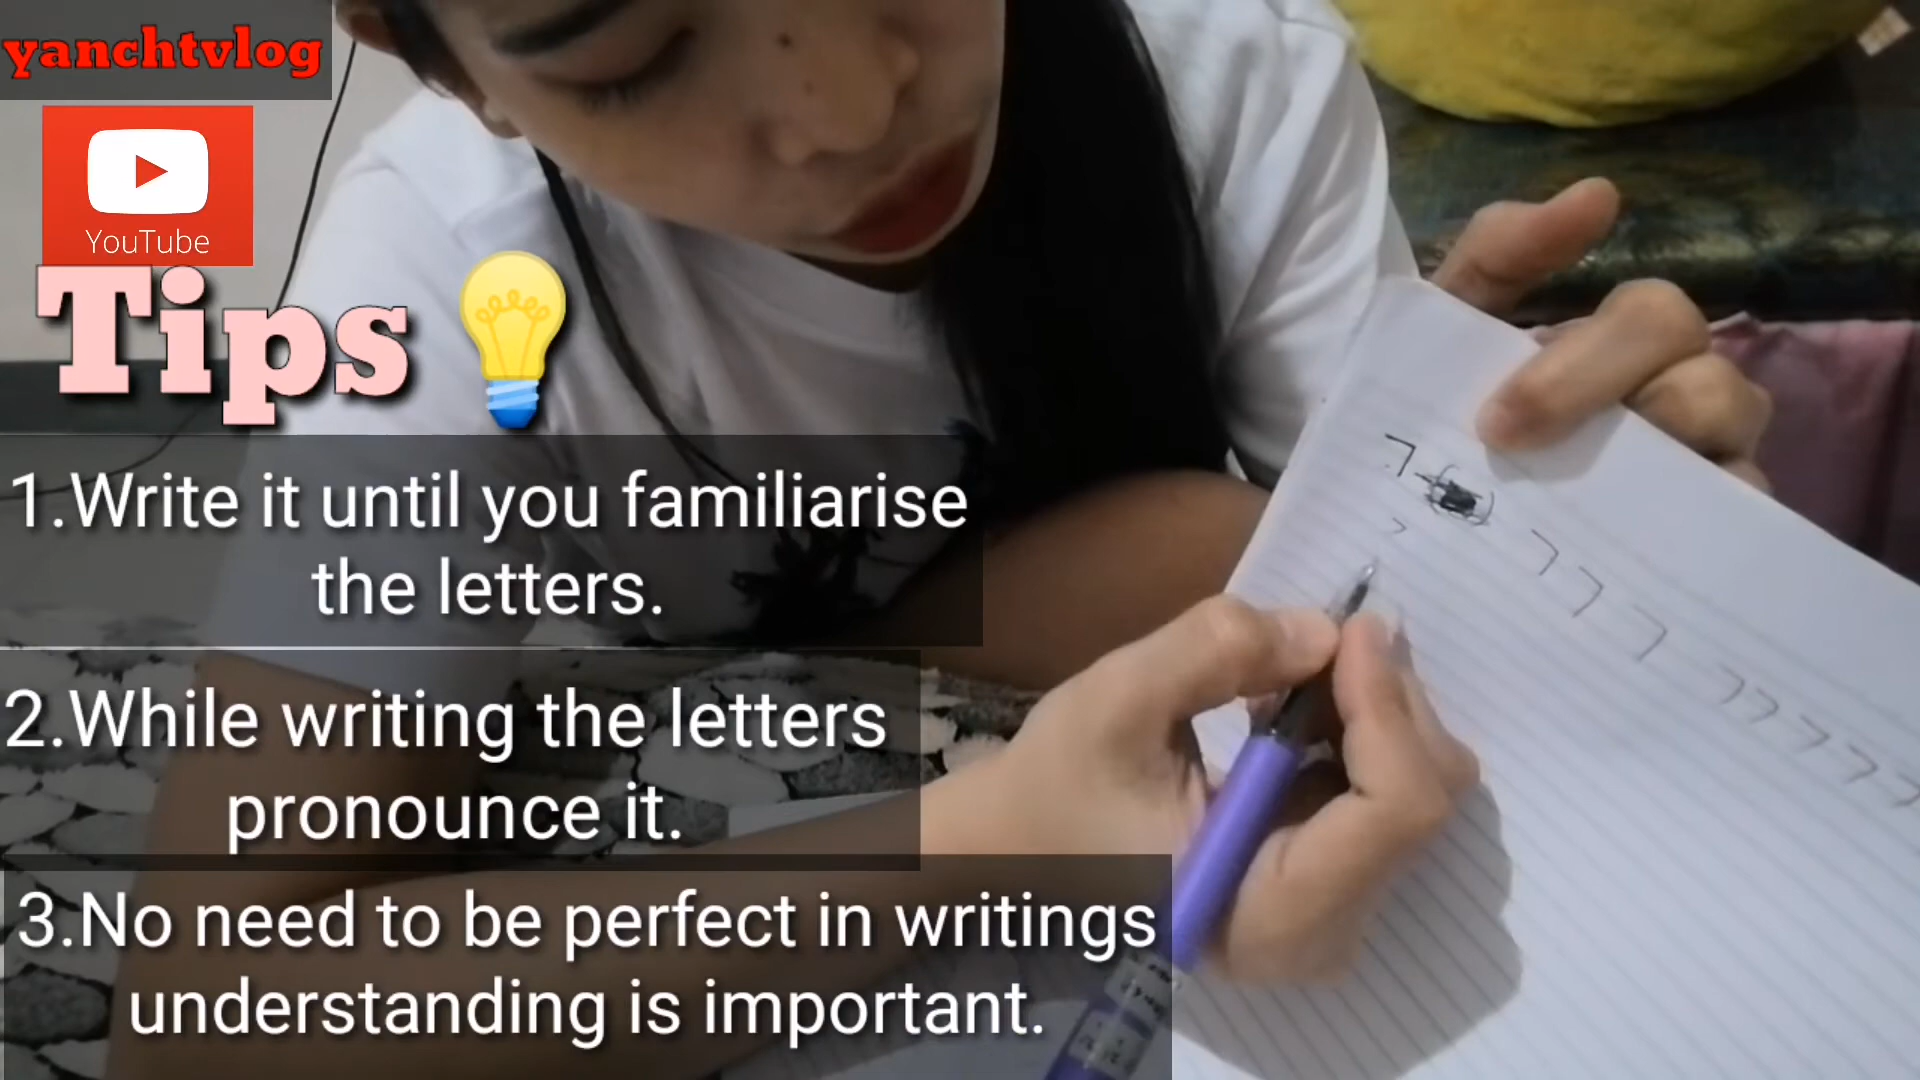 yanchtvlog
YouTube
Tips
1.Write it until you familiarise
the letters.
2.While writing the letters
pronounce it.
3.No need to be perfect in writings
understanding is important.
ㄱ ㄱ ㄱ ㄱ ㄱ ㄱ ㄱ ㄱ ㄱ
ㄱ